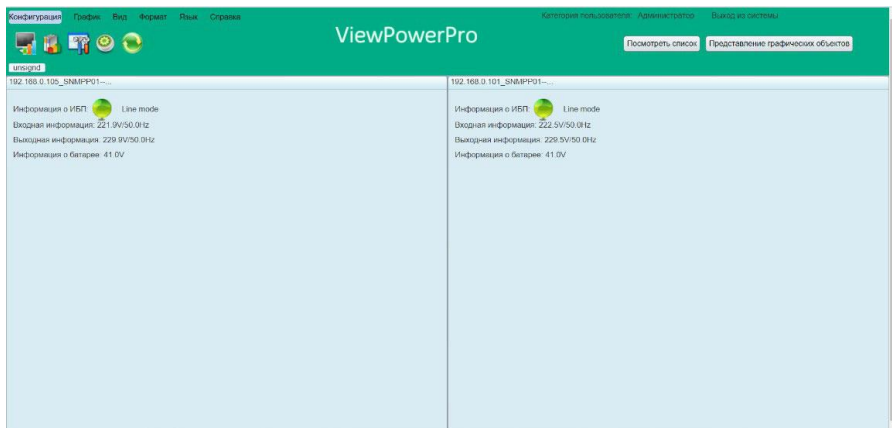 Конфигурация График Вид Формат Язык Справка
Категория пользователя: Администратор Выход из системы
ViewPowerPro
Посмотреть список Представление графических объектов
unsignd
192.168.0.105_SNMPP01--...
Информация о ИБП: Line mode
Входная информация: 221.9V/50.0Hz
Выходная информация: 229.9V/50.0Hz
Информация о батарее: 41.0V
192.168.0.101_SNMPP01--...
Информация о ИБП: Line mode
Входная информация: 222.5V/50.0Hz
Выходная информация: 229.5V/50.0Hz
Информация о батарее: 41.0V